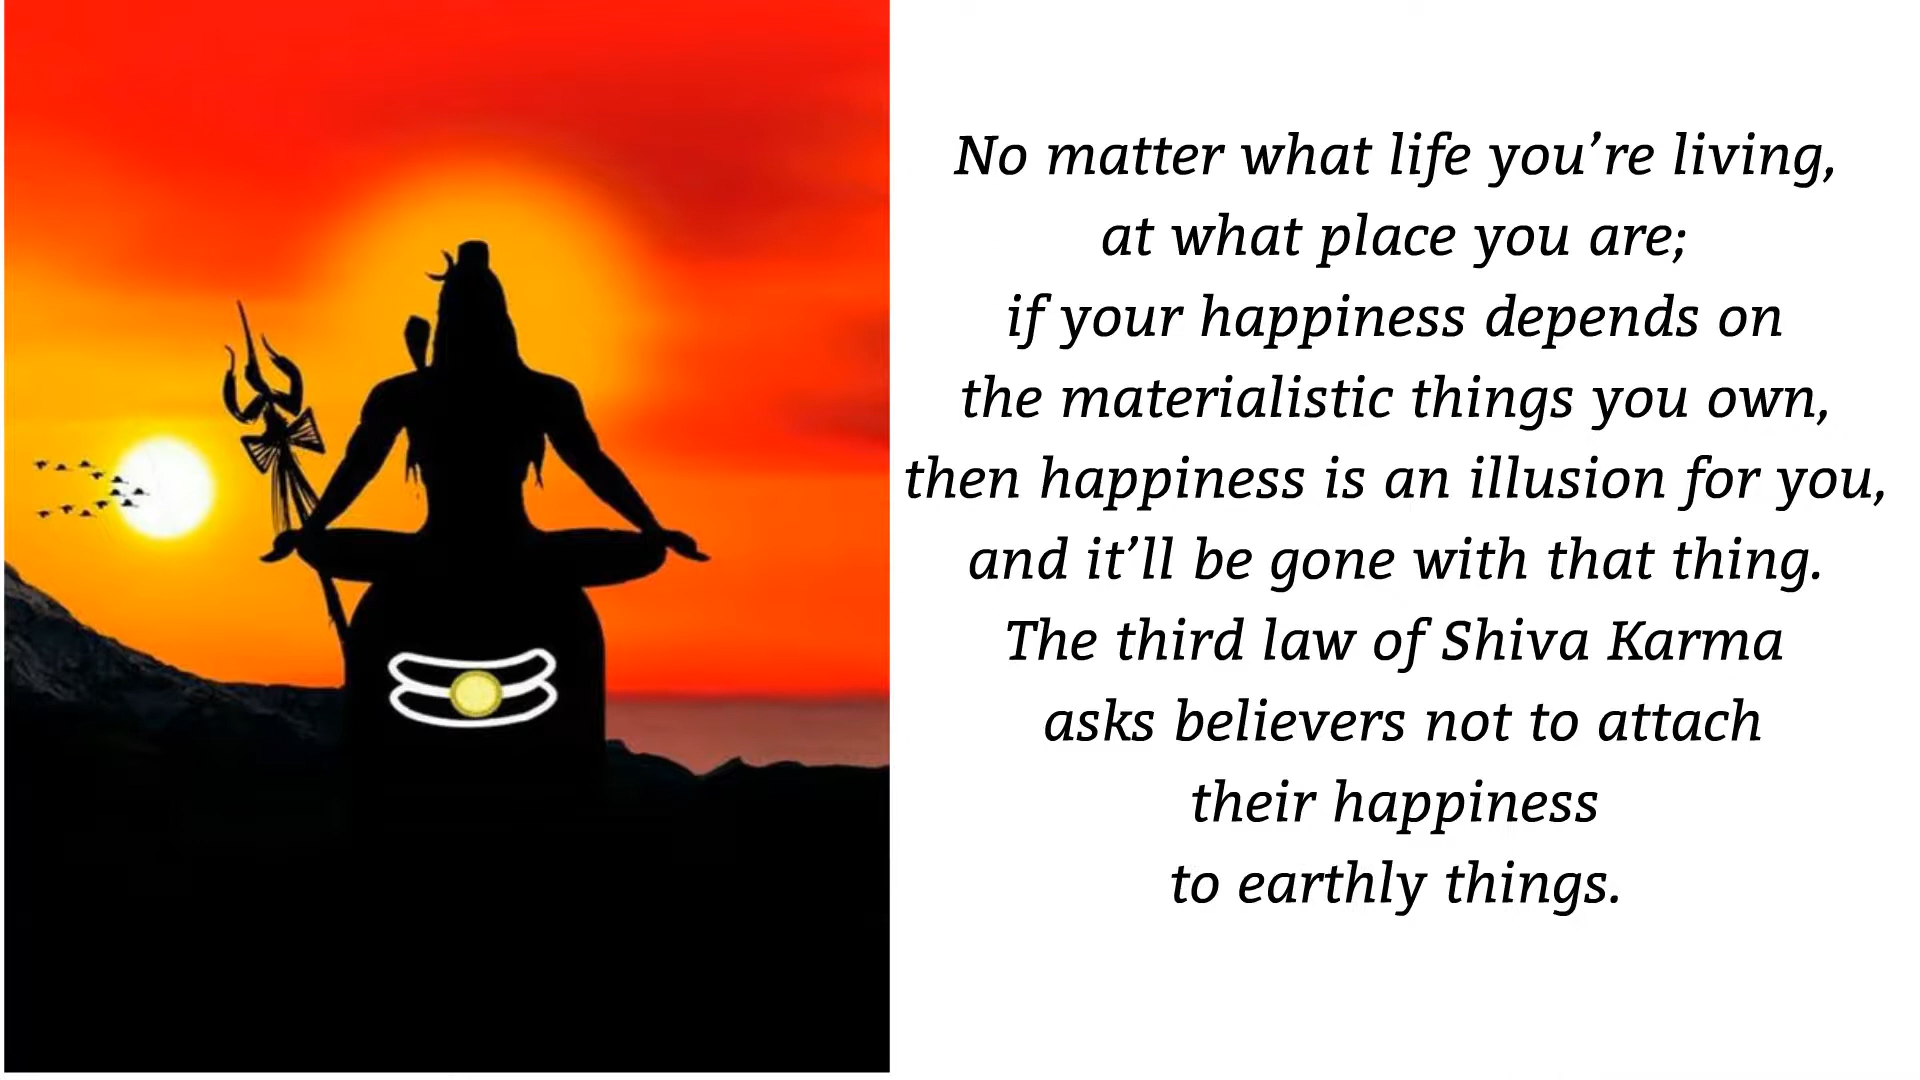 No matter what life you’re living,
at what place you are;
if your happiness depends on
the materialistic things you own,
then happiness is an illusion for you,
and it’ll be gone with that thing.
The third law of Shiva Karma
asks believers not to attach
their happiness
to earthly things.